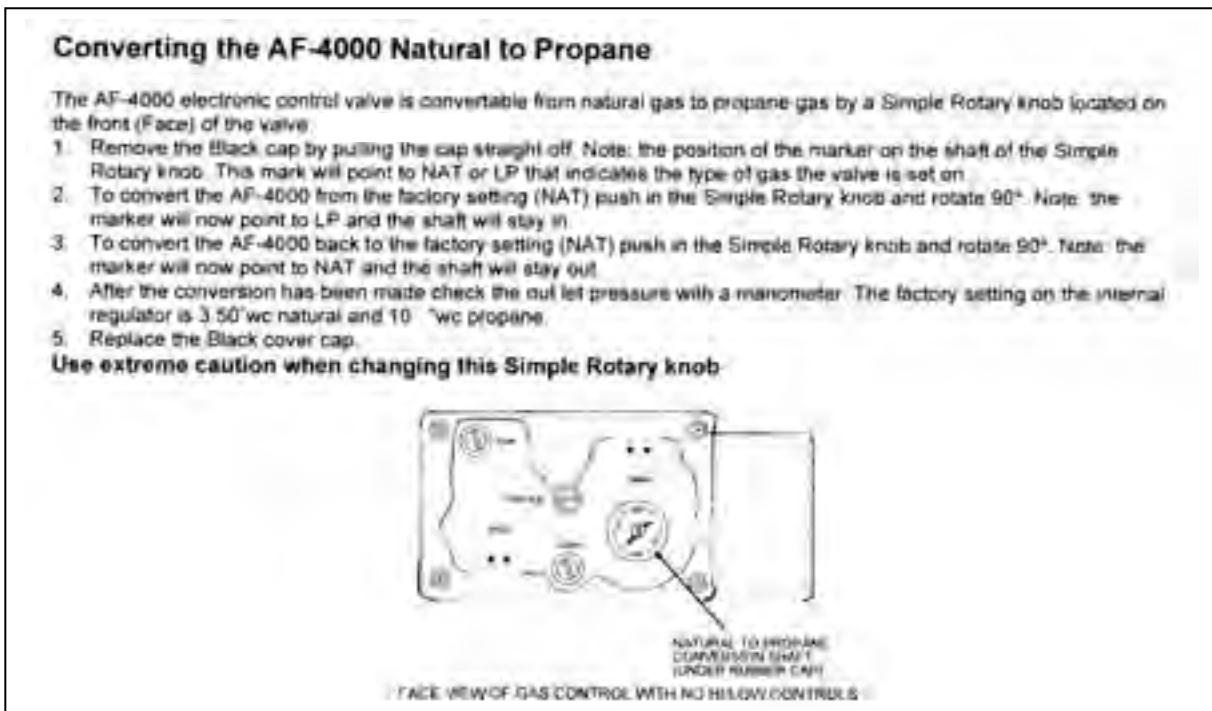 Converting the AF-4000 Natural to Propane
The AF-4000 electronic control valve is convertable from natural gas to propane gas by a Simple Rotary knob located on
the front (Face) of the valve
1. Remove the Black cap by pulling the cap straight off. Note: the position of the marker on the shaft of the Simple
Rotary knob. This mark will point to NAT or LP that indicates the type of gas the valve is set on
2. To convert the AF-4000 from the factory setting (NAT) push in the Simple Rotary knob and rotate 90°. Note: the
marker will now point to LP and the shaft will stay in
3. To convert the AF-4000 back to the factory setting (NAT) push in the Simple Rotary knob and rotate 90°. Note: the
marker will now point to NAT and the shaft will stay out
4. After the conversion has been made check the out let pressure with a manometer. The factory setting on the internal
regulator is 3.50"wc natural and 10 "wc propane.
5. Replace the Black cover cap.
Use extreme caution when changing this Simple Rotary knob
NATURAL TO PROPANE
CONVERSION SHAFT
(UNDER RUBBER CAP)
FACE VIEW OF GAS CONTROL WITH NO HI/LOW CONTROLS